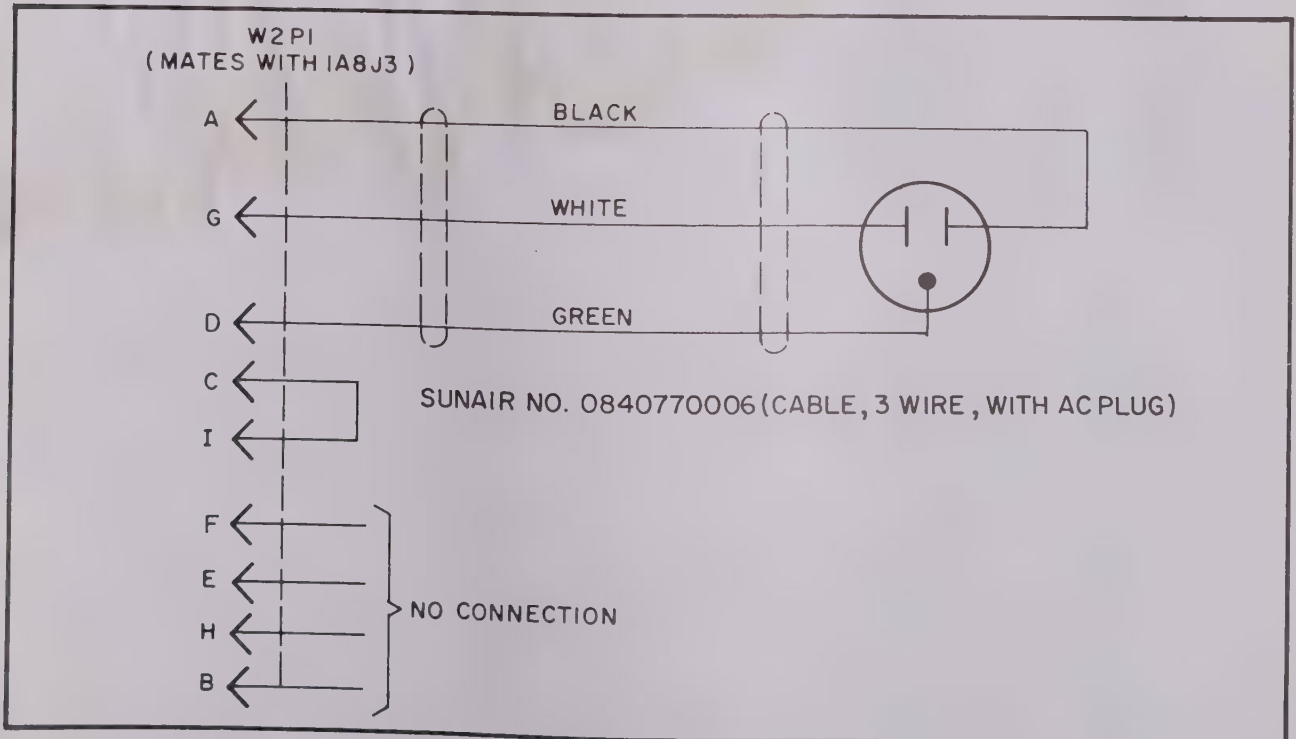 W2P1
(MATES WITH 1A8J3)
A
BLACK
G
WHITE
D
GREEN
C
SUNAIR NO. 0840770006 (CABLE, 3 WIRE, WITH AC PLUG)
I
F
E
NO CONNECTION
H
B